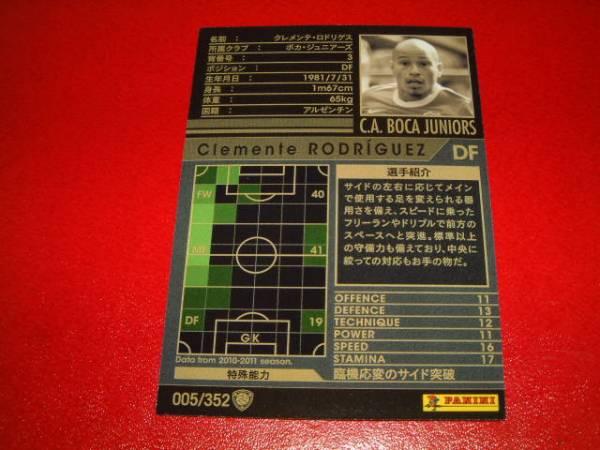 名前 : クレメンテ・ロドリゲス
所属クラブ : ボカ・ジュニアーズ
背番号 : 3
ポジション : DF
生年月日 : 1981/7/31
身長 : 1m67cm
体重 : 65kg
国籍 : アルゼンチン
C.A. BOCA JUNIORS
Clemente RODRÍGUEZ DF
FW 40
MF 41
DF 19
GK
Data from 2010-2011 season.
選手紹介
サイドの左右に応じてメイン
で使用する足を変えられる器
用さを備え、スピードに乗った
フリーランやドリブルで前方の
スペースへと突進。標準以上
の守備力も備えており、中央に
絞っての対応もお手の物だ。
OFFENCE 11
DEFENCE 13
TECHNIQUE 12
POWER 11
SPEED 16
STAMINA 17
特殊能力 臨機応変のサイド突破
005/352
PANINI